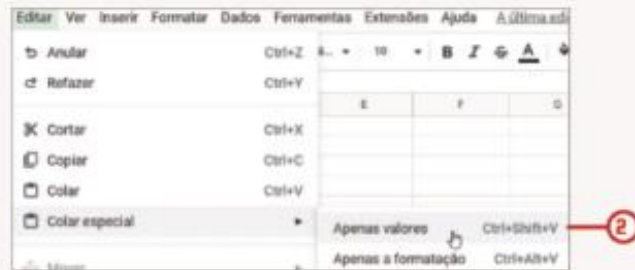 Editar Ver Inserir Formatar Dados Ferramentas Extensões Ajuda A última edi
Anular Ctrl+Z
10 B I S A
Refazer Ctrl+Y
E F G
Cortar Ctrl+X
Copiar Ctrl+C
Colar Ctrl+V
Colar especial
Apenas valores Ctrl+Shift+V 2
Mover
Apenas a formatação Ctrl+Alt+V